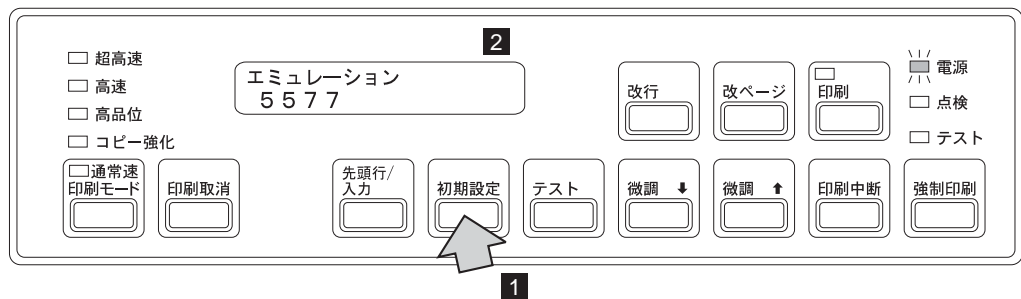 2
超高速
高速
高品位
コピー強化
エミュレーション
5577
改行
改ページ
印刷
電源
点検
テスト
通常速
印刷モード
印刷取消
先頭行/
入力
初期設定
テスト
微調 ⬇
微調 ⬆
印刷中断
強制印刷
1